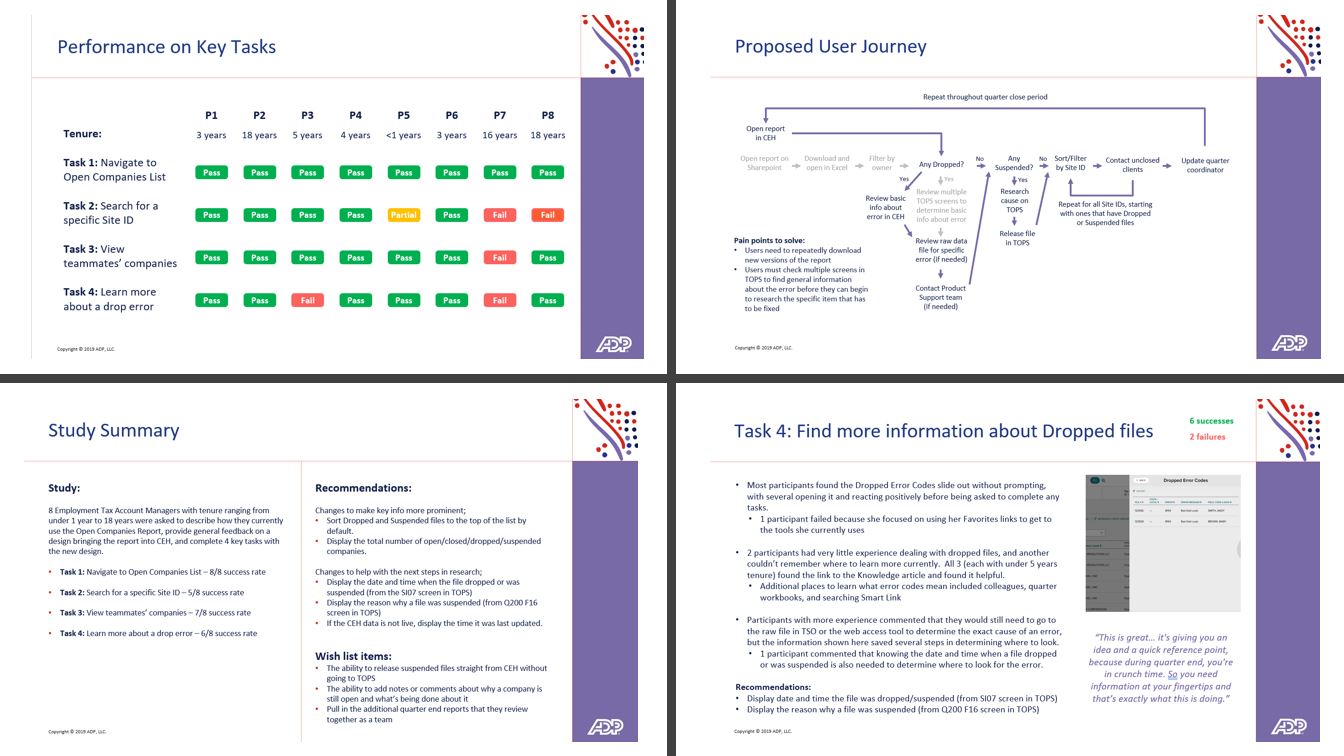 Performance on Key Tasks
P1 P2 P3 P4 P5 P6 P7 P8
Tenure: 3 years 18 years 5 years 4 years <1 years 3 years 16 years 18 years
Task 1: Navigate to
Open Companies List
Pass Pass Pass Pass Pass Pass Pass Pass
Task 2: Search for a
specific Site ID
Pass Pass Pass Pass Partial Pass Fail Fail
Task 3: View
teammates' companies
Pass Pass Pass Pass Pass Pass Fail Pass
Task 4: Learn more
about a drop error
Pass Pass Fail Pass Pass Pass Fail Pass
Copyright © 2019 ADP, LLC.
ADP
Proposed User Journey
Repeat throughout quarter close period
Open report
in CEH
Open report on
Sharepoint
Download and
open in Excel
Filter by
owner
Any Dropped?
No
Any
Suspended?
No
Sort/Filter
by Site ID
Contact unclosed
clients
Update quarter
coordinator
Yes
Yes
Yes
Review basic
info about
error in CEH
Review multiple
TOPS screens to
determine basic
info about error
Research
cause on
TOPS
Repeat for all Site IDs, starting
with ones that have Dropped
or Suspended files
Release file
in TOPS
Review raw data
file for specific
error (if needed)
Contact Product
Support team
(if needed)
Pain points to solve:
• Users need to repeatedly download
new versions of the report
• Users must check multiple screens in
TOPS to find general information
about the error before they can begin
to research the specific item that has
to be fixed
Copyright © 2019 ADP, LLC.
ADP
Study Summary
Study:
8 Employment Tax Account Managers with tenure ranging from
under 1 year to 18 years were asked to describe how they currently
use the Open Companies Report, provide general feedback on a
design bringing the report into CEH, and complete 4 key tasks with
the new design.
• Task 1: Navigate to Open Companies List – 8/8 success rate
• Task 2: Search for a specific Site ID – 5/8 success rate
• Task 3: View teammates' companies – 7/8 success rate
• Task 4: Learn more about a drop error – 6/8 success rate
Recommendations:
Changes to make key info more prominent;
• Sort Dropped and Suspended files to the top of the list by
default.
• Display the total number of open/closed/dropped/suspended
companies.
Changes to help with the next steps in research;
• Display the date and time when the file dropped or was
suspended (from the SI07 screen in TOPS)
• Display the reason why a file was suspended (from Q200 F16
screen in TOPS)
• If the CEH data is not live, display the time it was last updated.
Wish list items:
• The ability to release suspended files straight from CEH without
going to TOPS
• The ability to add notes or comments about why a company is
still open and what's being done about it
• Pull in the additional quarter end reports that they review
together as a team
Copyright © 2019 ADP, LLC.
ADP
Task 4: Find more information about Dropped files
6 successes
2 failures
• Most participants found the Dropped Error Codes slide out without prompting,
with several opening it and reacting positively before being asked to complete any
tasks.
• 1 participant failed because she focused on using her Favorites links to get to
the tools she currently uses
• 2 participants had very little experience dealing with dropped files, and another
couldn't remember where to learn more currently. All 3 (each with under 5 years
tenure) found the link to the Knowledge article and found it helpful.
• Additional places to learn what error codes mean included colleagues, quarter
workbooks, and searching Smart Link
• Participants with more experience commented that they would still need to go to
the raw file in TSO or the web access tool to determine the exact cause of an error,
but the information shown here saved several steps in determining where to look.
• 1 participant commented that knowing the date and time when a file dropped
or was suspended is also needed to determine where to look for the error.
Recommendations:
• Display date and time the file was dropped/suspended (from SI07 screen in TOPS)
• Display the reason why a file was suspended (from Q200 F16 screen in TOPS)
Dropped Error Codes
"This is great... it's giving you an
idea and a quick reference point,
because during quarter end, you're
in crunch time. So you need
information at your fingertips and
that's exactly what this is doing."
Copyright © 2019 ADP, LLC.
ADP